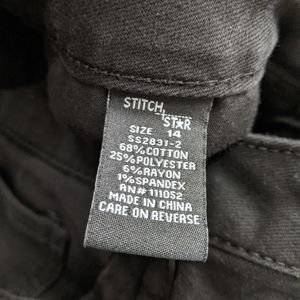 STITCH
STAR
SIZE 14
SS2831-2
68% COTTON
25% POLYESTER
6% RAYON
1% SPANDEX
RN# 111052
MADE IN CHINA
CARE ON REVERSE